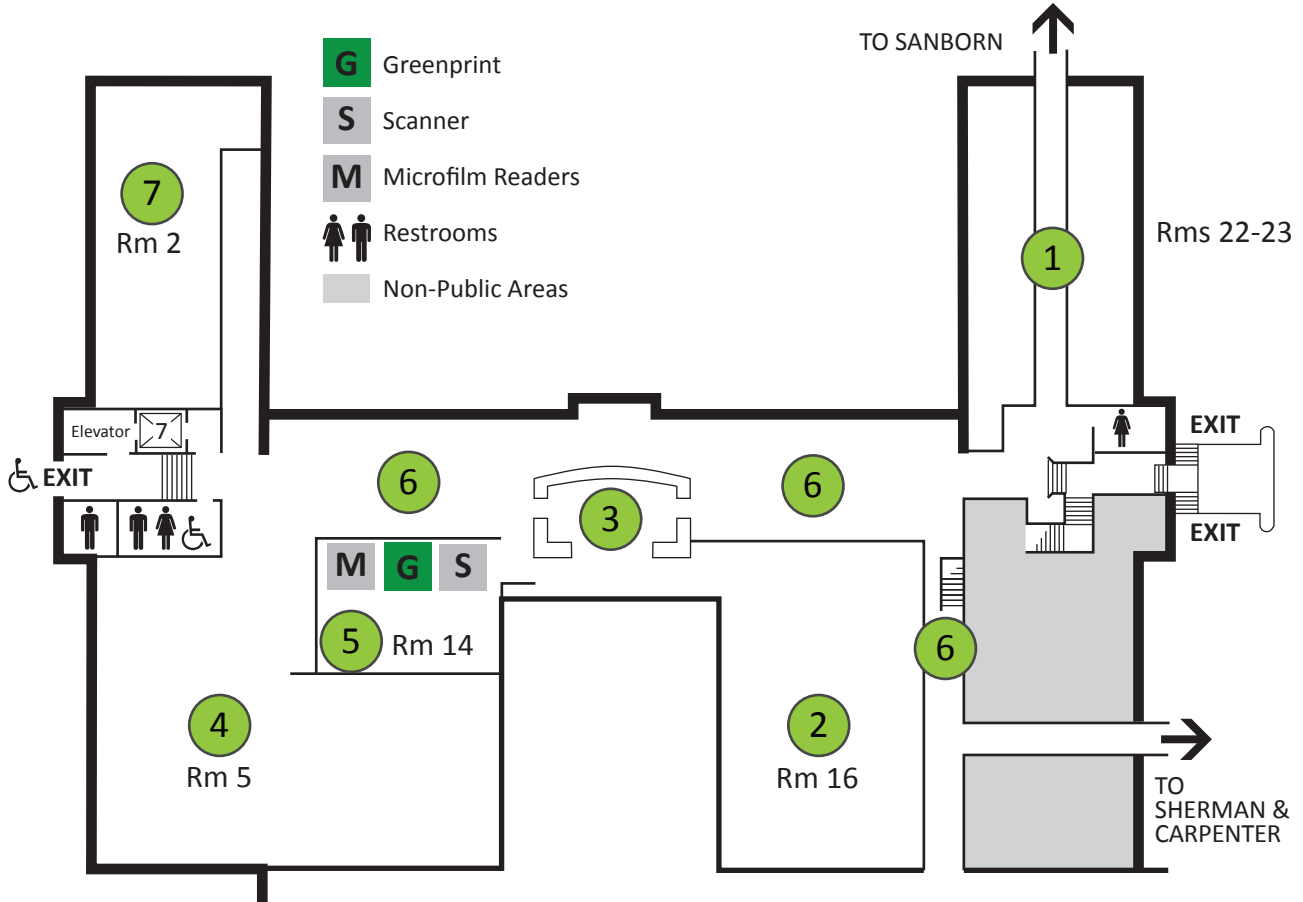 TO SANBORN
G Greenprint
S Scanner
M Microfilm Readers
Restrooms
Non-Public Areas
7
Rm 2
1
Rms 22-23
Elevator 7
EXIT
EXIT
6
6
3
EXIT
M G S
5 Rm 14
6
4
Rm 5
2
Rm 16
TO
SHERMAN &
CARPENTER